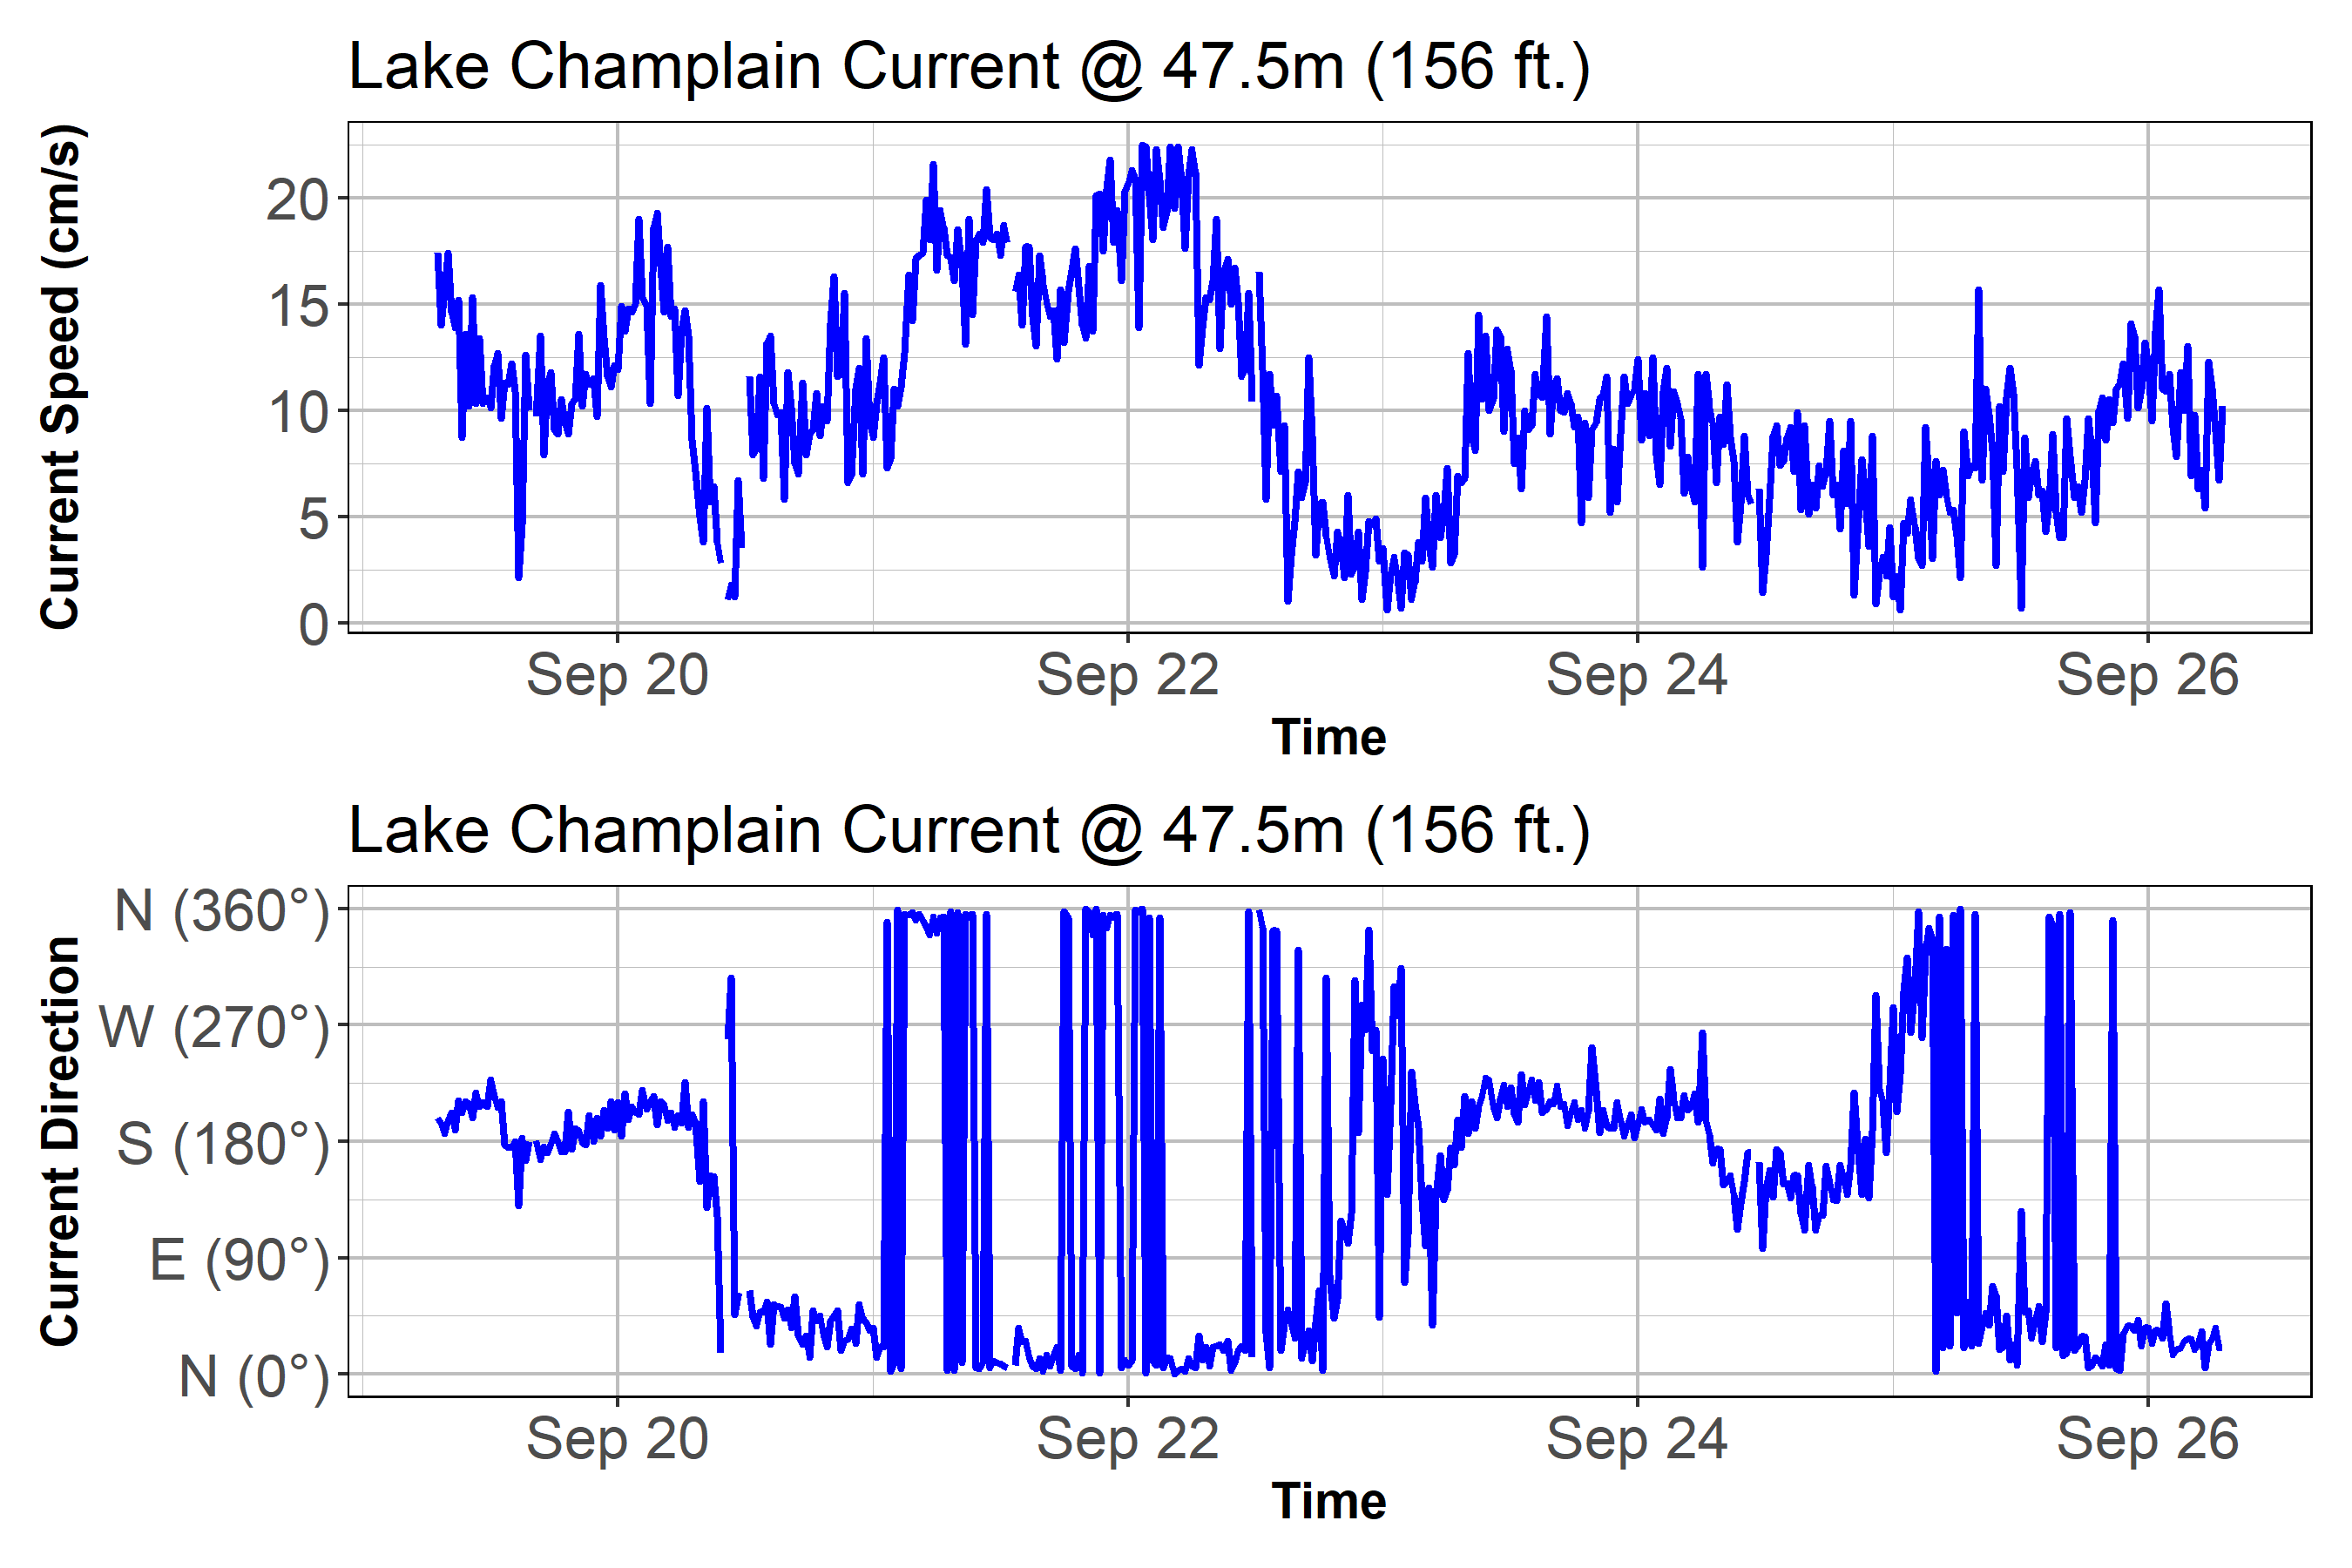 Lake Champlain Current @ 47.5m (156 ft.)
Current Speed (cm/s)
20
15
10
5
0
Sep 20 Sep 22 Sep 24 Sep 26
Time
Lake Champlain Current @ 47.5m (156 ft.)
Current Direction
N (360°)
W (270°)
S (180°)
E (90°)
N (0°)
Sep 20 Sep 22 Sep 24 Sep 26
Time